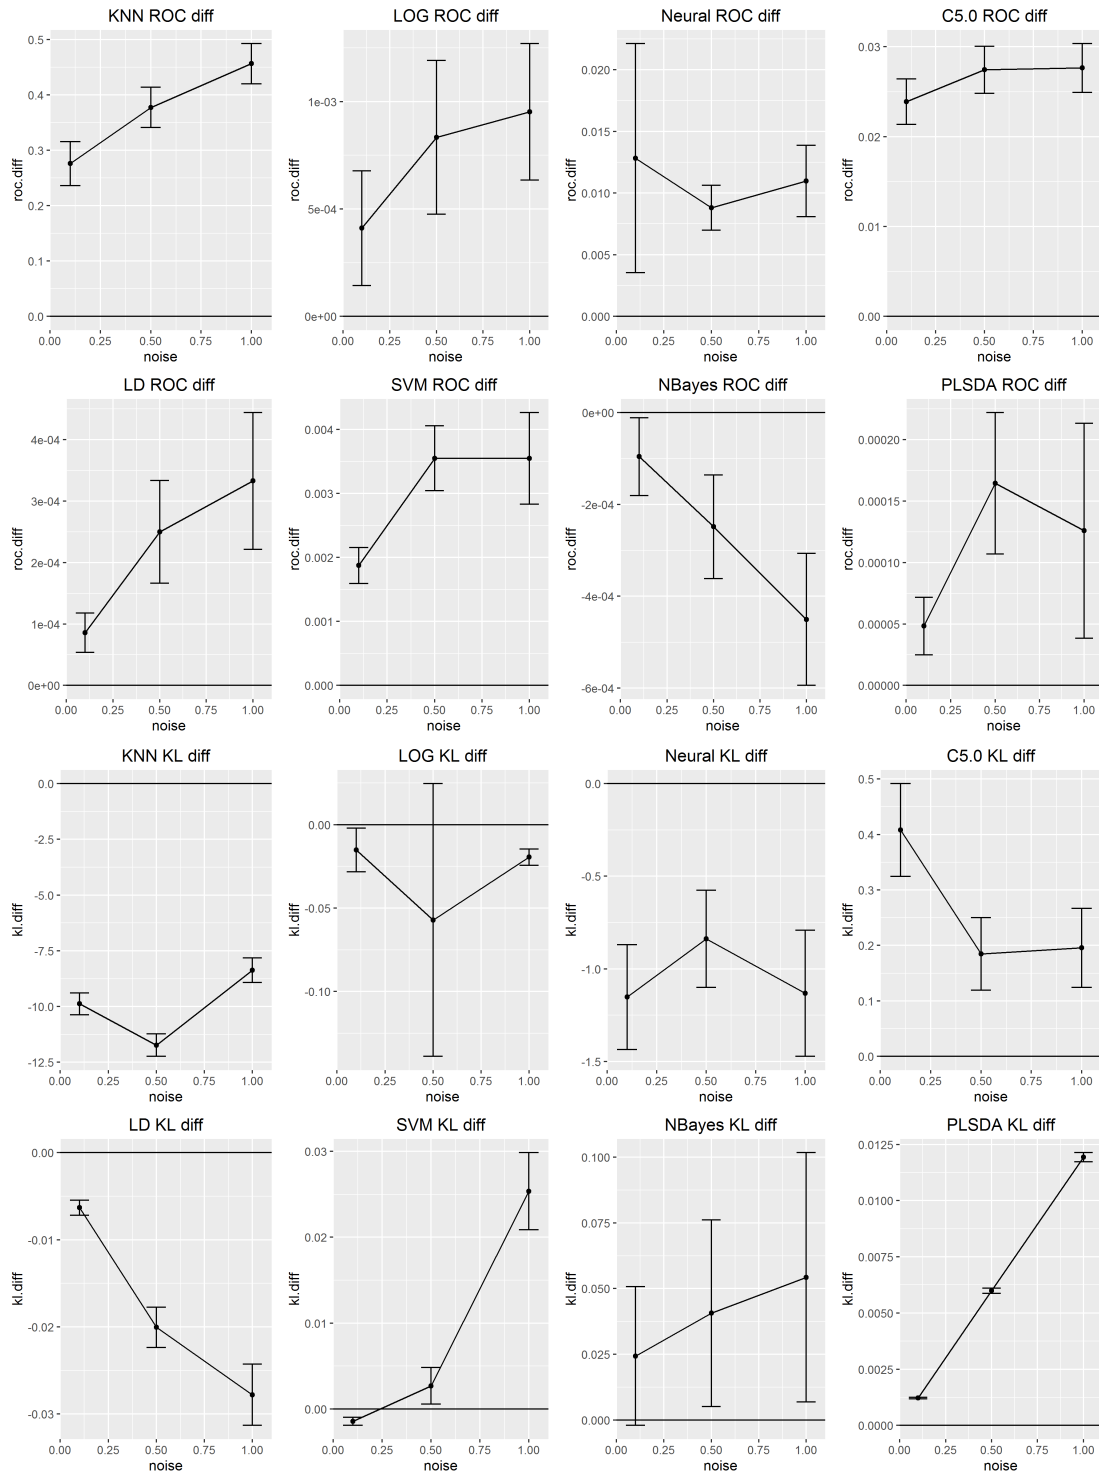 KNN ROC diff
roc.diff
0.5
0.4
0.3
0.2
0.1
0.0
0.00 0.25 0.50 0.75 1.00
noise
LOG ROC diff
roc.diff
1e-03
5e-04
0e+00
0.00 0.25 0.50 0.75 1.00
noise
Neural ROC diff
roc.diff
0.020
0.015
0.010
0.005
0.000
0.00 0.25 0.50 0.75 1.00
noise
C5.0 ROC diff
roc.diff
0.03
0.02
0.01
0.00
0.00 0.25 0.50 0.75 1.00
noise
LD ROC diff
roc.diff
4e-04
3e-04
2e-04
1e-04
0e+00
0.00 0.25 0.50 0.75 1.00
noise
SVM ROC diff
roc.diff
0.004
0.003
0.002
0.001
0.000
0.00 0.25 0.50 0.75 1.00
noise
NBayes ROC diff
roc.diff
0e+00
-2e-04
-4e-04
-6e-04
0.00 0.25 0.50 0.75 1.00
noise
PLSDA ROC diff
roc.diff
0.00020
0.00015
0.00010
0.00005
0.00000
0.00 0.25 0.50 0.75 1.00
noise
KNN KL diff
kl.diff
0.0
-2.5
-5.0
-7.5
-10.0
-12.5
0.00 0.25 0.50 0.75 1.00
noise
LOG KL diff
kl.diff
0.00
-0.05
-0.10
0.00 0.25 0.50 0.75 1.00
noise
Neural KL diff
kl.diff
0.0
-0.5
-1.0
-1.5
0.00 0.25 0.50 0.75 1.00
noise
C5.0 KL diff
kl.diff
0.5
0.4
0.3
0.2
0.1
0.0
0.00 0.25 0.50 0.75 1.00
noise
LD KL diff
kl.diff
0.00
-0.01
-0.02
-0.03
0.00 0.25 0.50 0.75 1.00
noise
SVM KL diff
kl.diff
0.03
0.02
0.01
0.00
0.00 0.25 0.50 0.75 1.00
noise
NBayes KL diff
kl.diff
0.100
0.075
0.050
0.025
0.000
0.00 0.25 0.50 0.75 1.00
noise
PLSDA KL diff
kl.diff
0.0125
0.0100
0.0075
0.0050
0.0025
0.0000
0.00 0.25 0.50 0.75 1.00
noise